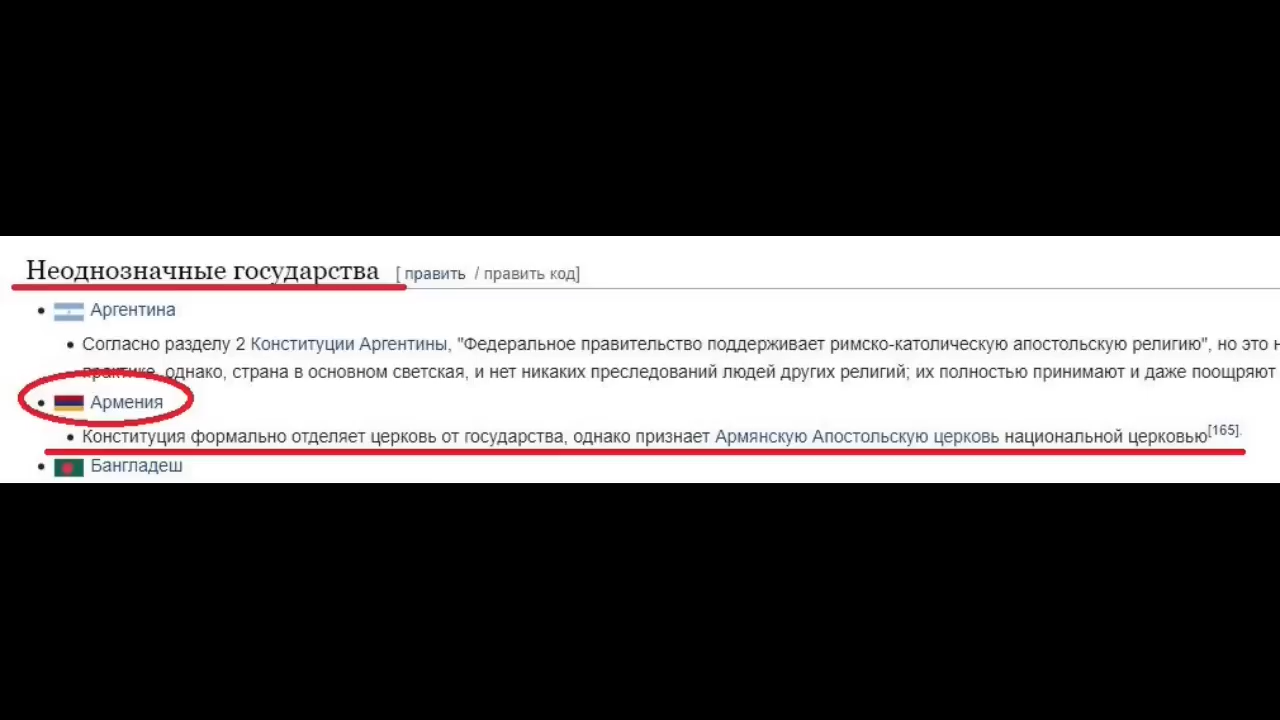 Неоднозначные государства [ править / править код]
Аргентина
Согласно разделу 2 Конституции Аргентины, "Федеральное правительство поддерживает римско-католическую апостольскую религию", но это
практике, однако, страна в основном светская, и нет никаких преследований людей других религий; их полностью принимают и даже поощряют
Армения
Конституция формально отделяет церковь от государства, однако признает Армянскую Апостольскую церковь национальной церковью[165].
Бангладеш